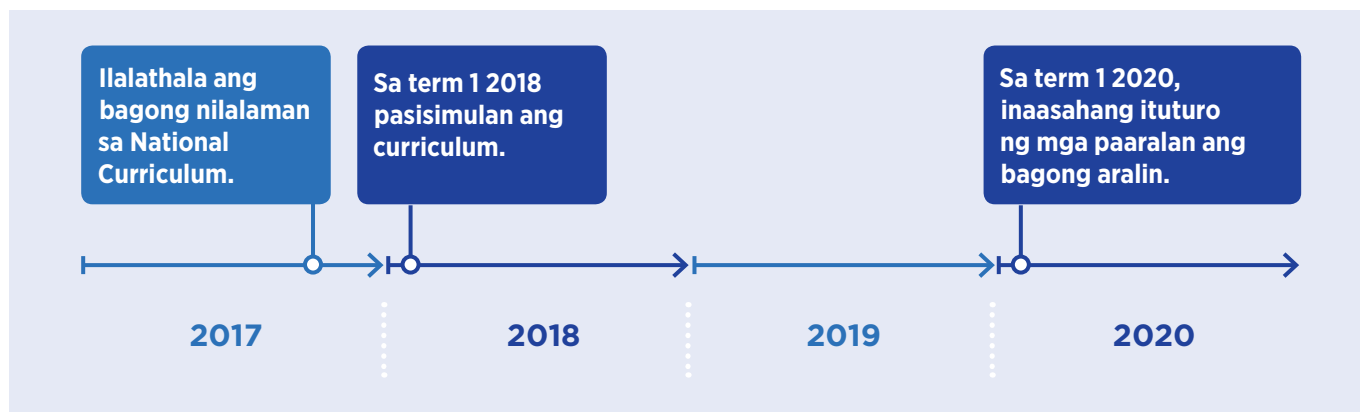 Ilalathala ang
bagong nilalaman
sa National
Curriculum.
Sa term 1 2018
pasisimulan ang
curriculum.
Sa term 1 2020,
inaasahang ituturo
ng mga paaralan ang
bagong aralin.
2017
2018
2019
2020